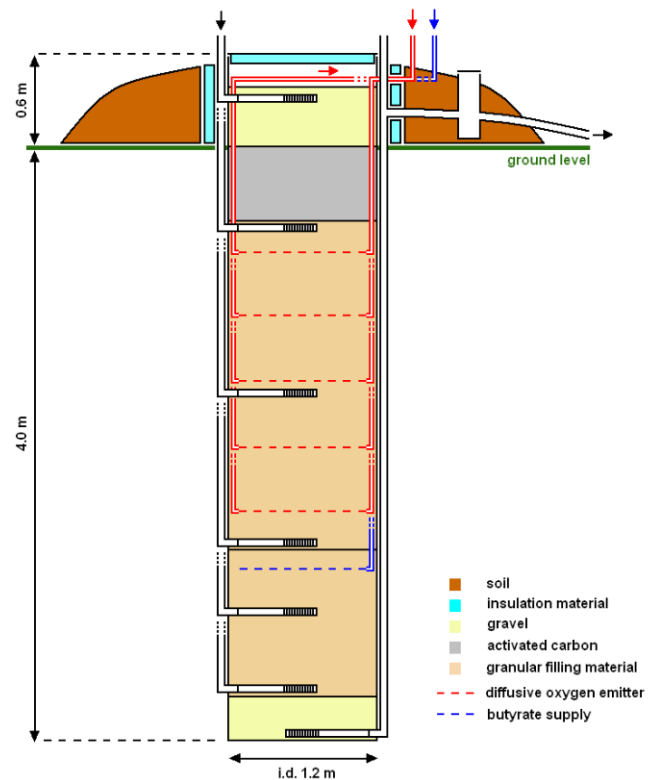 0.6 m
ground level
4.0 m
soil
insulation material
gravel
activated carbon
granular filling material
diffusive oxygen emitter
butyrate supply
i.d. 1.2 m